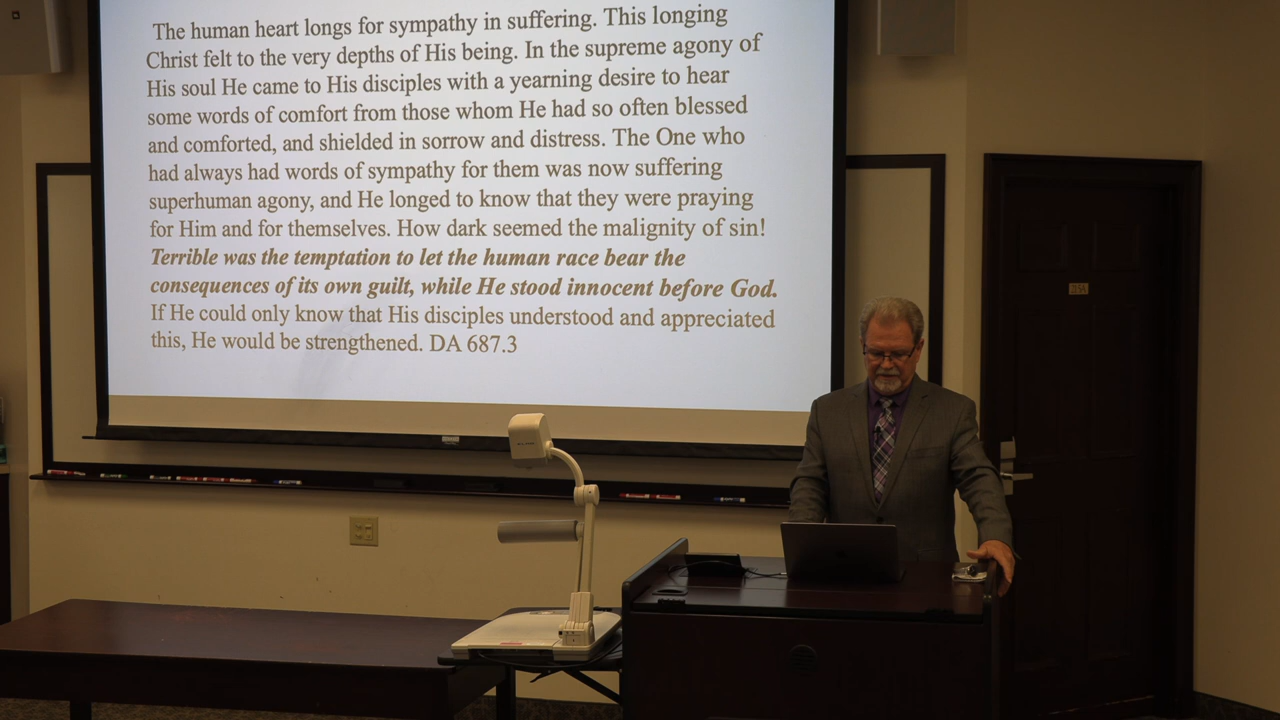 The human heart longs for sympathy in suffering. This longing
Christ felt to the very depths of His being. In the supreme agony of
His soul He came to His disciples with a yearning desire to hear
some words of comfort from those whom He had so often blessed
and comforted, and shielded in sorrow and distress. The One who
had always had words of sympathy for them was now suffering
superhuman agony, and He longed to know that they were praying
for Him and for themselves. How dark seemed the malignity of sin!
Terrible was the temptation to let the human race bear the
consequences of its own guilt, while He stood innocent before God.
If He could only know that His disciples understood and appreciated
this, He would be strengthened. DA 687.3